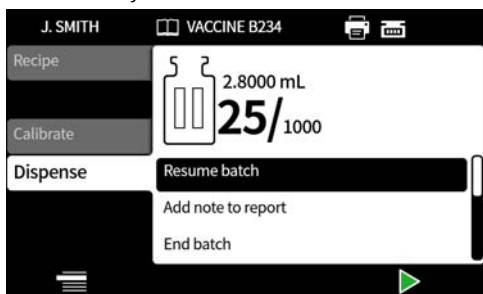 J. SMITH
VACCINE B234
Recipe
Calibrate
Dispense
2.8000 mL
25/1000
Resume batch
Add note to report
End batch